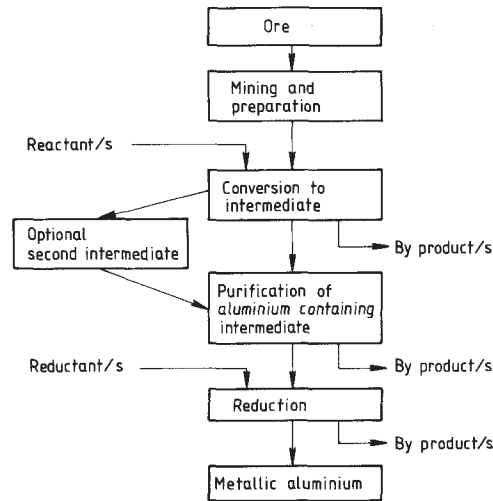 Ore
Mining and
preparation
Reactant/s
Conversion to
intermediate
Optional
second intermediate
By product/s
Purification of
aluminium containing
intermediate
Reductant/s
By product/s
Reduction
By product/s
Metallic aluminium